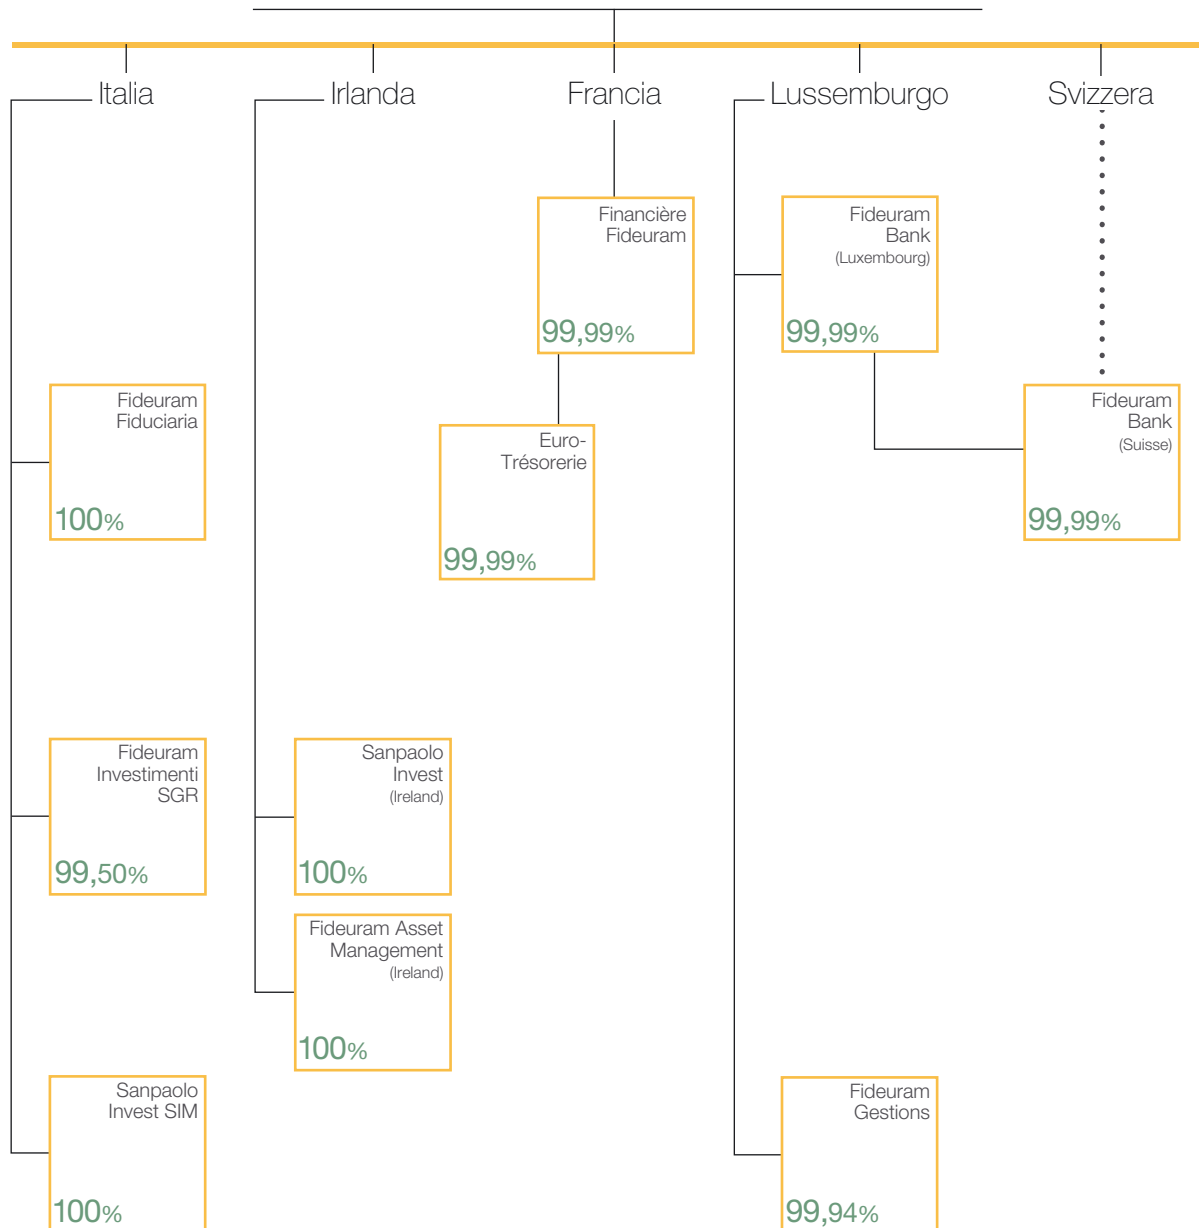 Italia
Irlanda
Francia
Lussemburgo
Svizzera
Financière
Fideuram
99,99%
Fideuram
Bank
(Luxembourg)
99,99%
Fideuram
Fiduciaria
100%
Euro-
Trésorerie
99,99%
Fideuram
Bank
(Suisse)
99,99%
Fideuram
Investimenti
SGR
99,50%
Sanpaolo
Invest
(Ireland)
100%
Fideuram Asset
Management
(Ireland)
100%
Sanpaolo
Invest SIM
100%
Fideuram
Gestions
99,94%